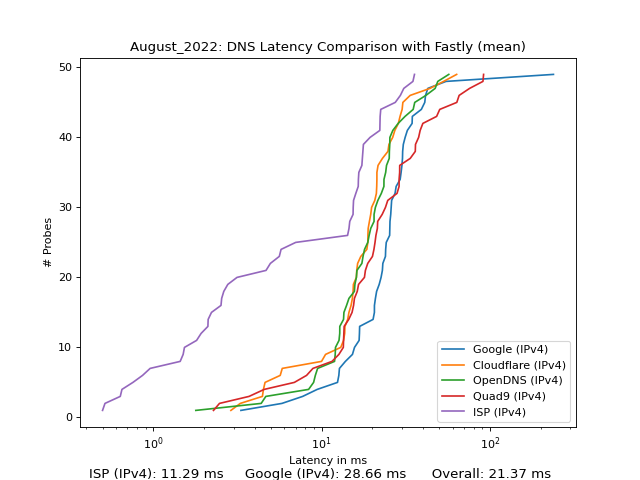 August_2022: DNS Latency Comparison with Fastly (mean)
50
40
30
20
10
0
# Probes
10⁰
10¹
10²
Latency in ms
Google (IPv4)
Cloudflare (IPv4)
OpenDNS (IPv4)
Quad9 (IPv4)
ISP (IPv4)
ISP (IPv4): 11.29 ms Google (IPv4): 28.66 ms Overall: 21.37 ms